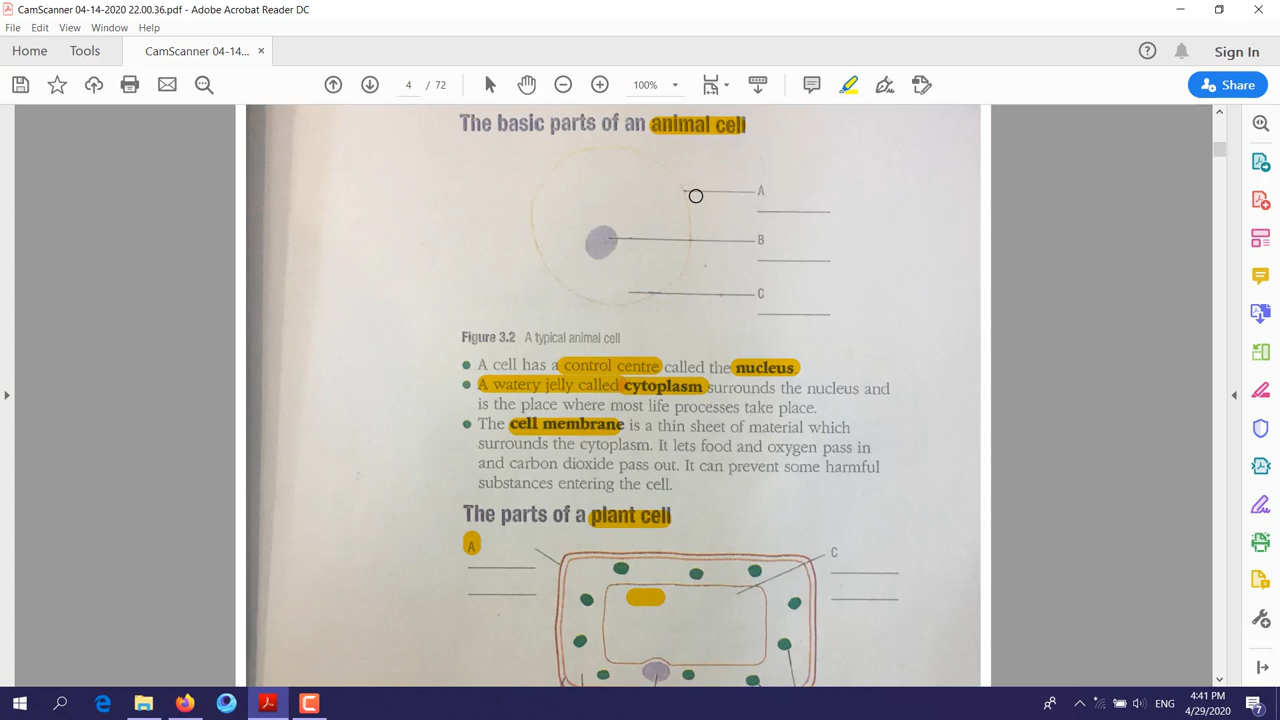 CamScanner 04-14-2020 22.00.36.pdf - Adobe Acrobat Reader DC
File Edit View Window Help
Home Tools CamScanner 04-14... ×
Sign In
4 / 72
100%
Share
The basic parts of an animal cell
A
B
C
Figure 3.2 A typical animal cell
• A cell has a control centre called the nucleus.
• A watery jelly called cytoplasm surrounds the nucleus and
is the place where most life processes take place.
• The cell membrane is a thin sheet of material which
surrounds the cytoplasm. It lets food and oxygen pass in
and carbon dioxide pass out. It can prevent some harmful
substances entering the cell.
The parts of a plant cell
A
C
ENG
4:41 PM
4/29/2020
7